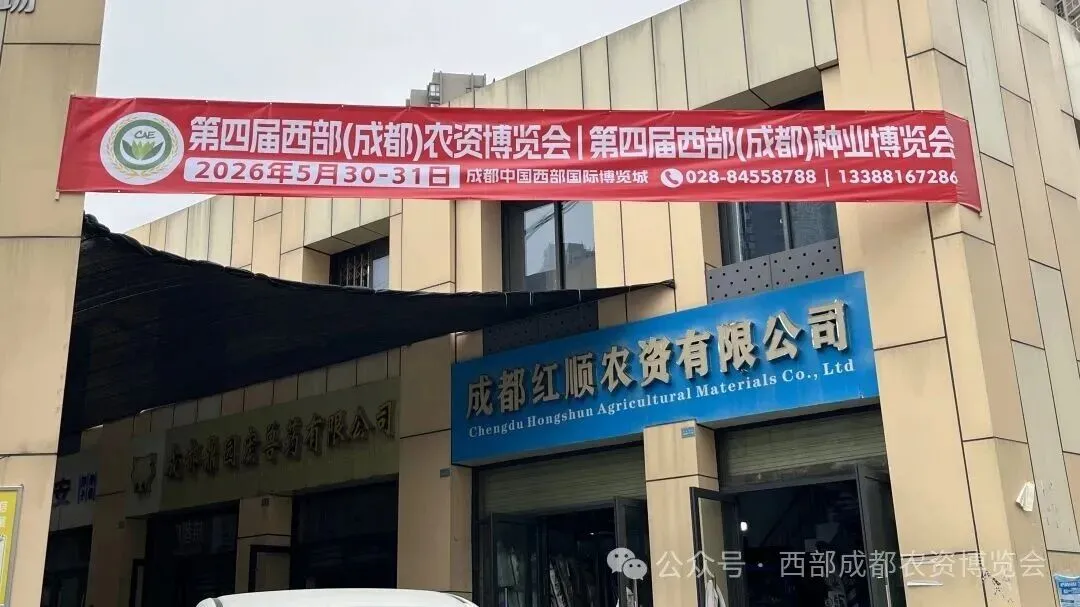 场
CAE
第四届西部(成都)农资博览会 | 第四届西部(成都)种业博览会
2026年5月30-31日 成都中国西部国际博览城 028-84558788 | 13388167286
成都红顺农资有限公司
Chengdu Hongshun Agricultural Materials Co., Ltd
兽药有限公司
安
公众号 西部成都农资博览会